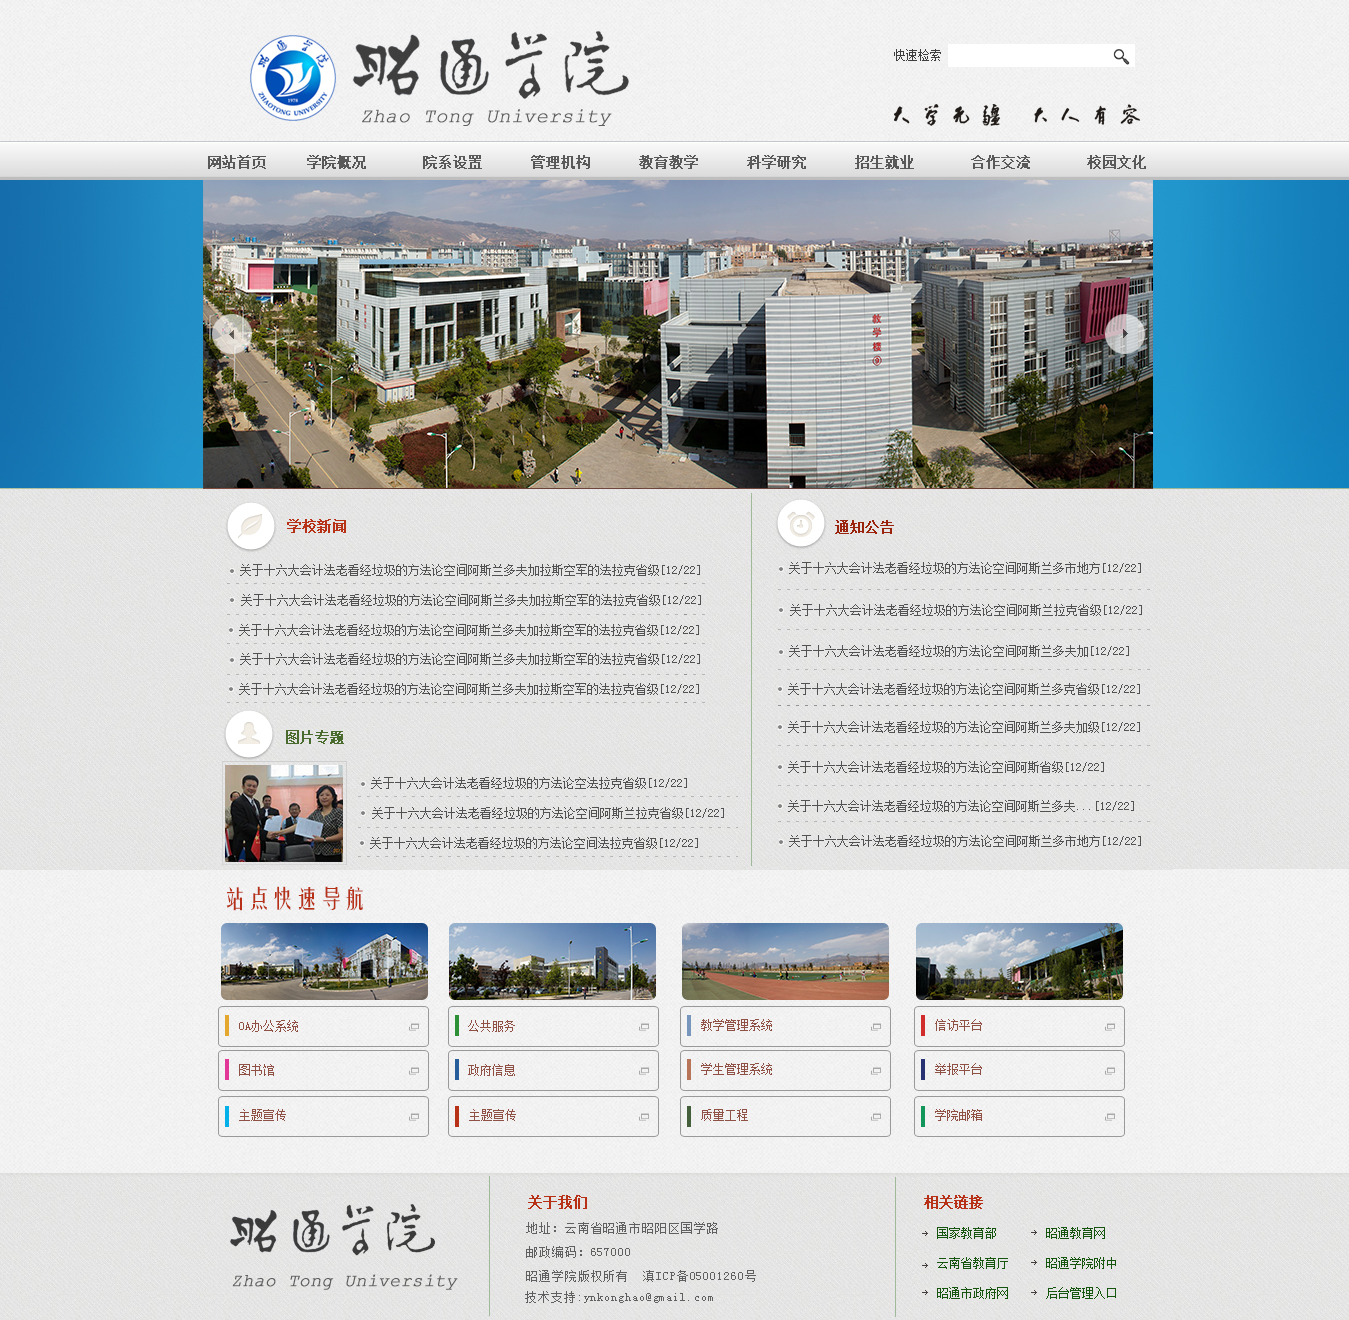 昭通学院
Zhao Tong University
昭通学院
ZHAOTONG UNIVERSITY
1978
快速检索
大学无疆 大人有容
网站首页 学院概况 院系设置 管理机构 教育教学 科学研究 招生就业 合作交流 校园文化
教学楼
学校新闻
关于十六大会计法老看经垃圾的方法论空间阿斯兰多夫加拉斯空军的法拉克省级[12/22]
关于十六大会计法老看经垃圾的方法论空间阿斯兰多夫加拉斯空军的法拉克省级[12/22]
关于十六大会计法老看经垃圾的方法论空间阿斯兰多夫加拉斯空军的法拉克省级[12/22]
关于十六大会计法老看经垃圾的方法论空间阿斯兰多夫加拉斯空军的法拉克省级[12/22]
关于十六大会计法老看经垃圾的方法论空间阿斯兰多夫加拉斯空军的法拉克省级[12/22]
图片专题
关于十六大会计法老看经垃圾的方法论空法拉克省级[12/22]
关于十六大会计法老看经垃圾的方法论空间阿斯兰拉克省级[12/22]
关于十六大会计法老看经垃圾的方法论空间法拉克省级[12/22]
通知公告
关于十六大会计法老看经垃圾的方法论空间阿斯兰多市地方[12/22]
关于十六大会计法老看经垃圾的方法论空间阿斯兰拉克省级[12/22]
关于十六大会计法老看经垃圾的方法论空间阿斯兰多夫加[12/22]
关于十六大会计法老看经垃圾的方法论空间阿斯兰多克省级[12/22]
关于十六大会计法老看经垃圾的方法论空间阿斯兰多夫加级[12/22]
关于十六大会计法老看经垃圾的方法论空间阿斯省级[12/22]
关于十六大会计法老看经垃圾的方法论空间阿斯兰多夫...[12/22]
关于十六大会计法老看经垃圾的方法论空间阿斯兰多市地方[12/22]
站点快速导航
OA办公系统 公共服务 教学管理系统 信访平台
图书馆 政府信息 学生管理系统 举报平台
主题宣传 主题宣传 质量工程 学院邮箱
昭通学院
Zhao Tong University
关于我们
地址：云南省昭通市昭阳区国学路
邮政编码：657000
昭通学院版权所有 滇ICP备05001260号
技术支持:ynkonghao@gmail.com
相关链接
国家教育部 昭通教育网
云南省教育厅 昭通学院附中
昭通市政府网 后台管理入口